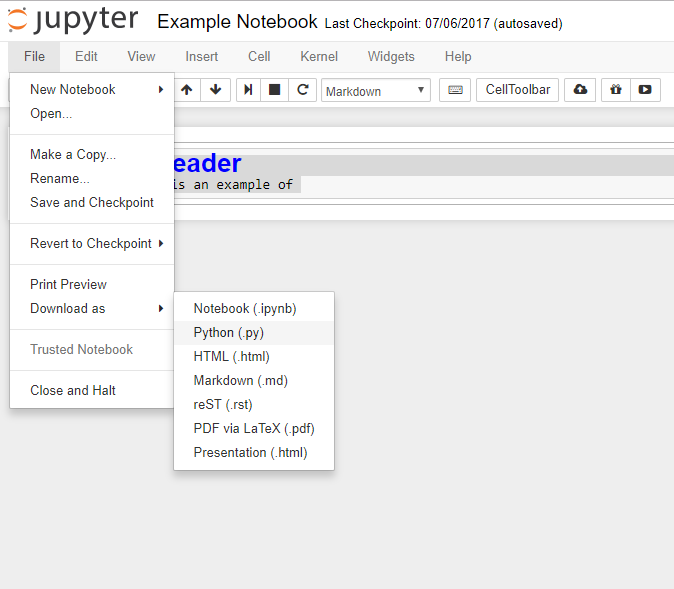 jupyter Example Notebook Last Checkpoint: 07/06/2017 (autosaved)
File Edit View Insert Cell Kernel Widgets Help
New Notebook
Open...
Make a Copy...
Rename...
Save and Checkpoint
Revert to Checkpoint
Print Preview
Download as
Trusted Notebook
Close and Halt
Markdown CellToolbar
eader
is an example of
Notebook (.ipynb)
Python (.py)
HTML (.html)
Markdown (.md)
reST (.rst)
PDF via LaTeX (.pdf)
Presentation (.html)